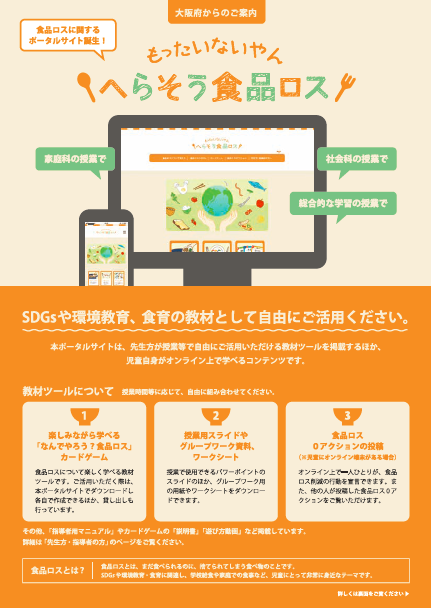 大阪府からのご案内
食品ロスに関する
ポータルサイト誕生！
もったいないやん
へらそう食品ロス
家庭科の授業で
社会科の授業で
総合的な学習の授業で
へらそう食品ロス
SDGsや環境教育、食育の教材として自由にご活用ください。
本ポータルサイトは、先生方が授業等で自由にご活用いただける教材ツールを掲載するほか、
児童自身がオンライン上で学べるコンテンツです。
教材ツールについて 授業時間等に応じて、自由に組み合わせてください。
1
楽しみながら学べる
「なんでやろう？食品ロス」
カードゲーム
食品ロスについて楽しく学べる教材
ツールです。ご活用いただく際は、
本ポータルサイトでダウンロードし
各自で作成できるほか、貸し出しも
行っています。
2
授業用スライドや
グループワーク資料、
ワークシート
授業で使用できるパワーポイントの
スライドのほか、グループワーク用
の用紙やワークシートをダウンロー
ドできます。
3
食品ロス
0アクションの投稿
（※児童にオンライン端末がある場合）
オンライン上で一人ひとりが、食品
ロス削減の行動を宣言できます。ま
た、他の人が投稿した食品ロス0ア
クションをご覧いただけます。
その他、「指導者用マニュアル」やカードゲームの「説明書」「遊び方動画」など掲載しています。
詳細は「先生方・指導者の方」のページをご覧ください。
食品ロスとは？
食品ロスとは、まだ食べられるのに、捨てられてしまう食べ物のことです。
SDGsや環境教育・食育に関連し、学校給食や家庭での食事など、児童にとって非常に身近なテーマです。
詳しくは裏面をご覧ください ▶